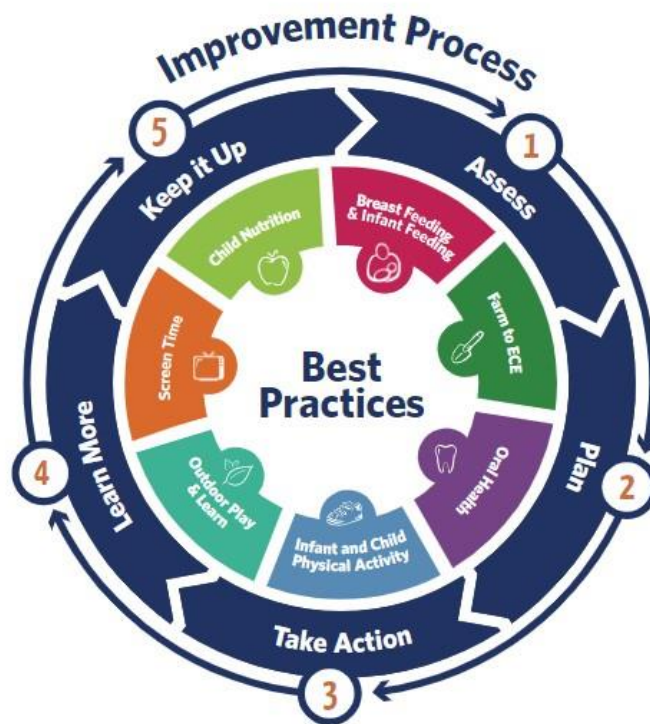 Improvement Process
1
Assess
2
Plan
3
Take Action
4
Learn More
5
Keep it Up
Breast Feeding
& Infant Feeding
Farm to ECE
Oral Health
Infant and Child
Physical Activity
Outdoor Play
& Learn
Screen Time
Child Nutrition
Best
Practices